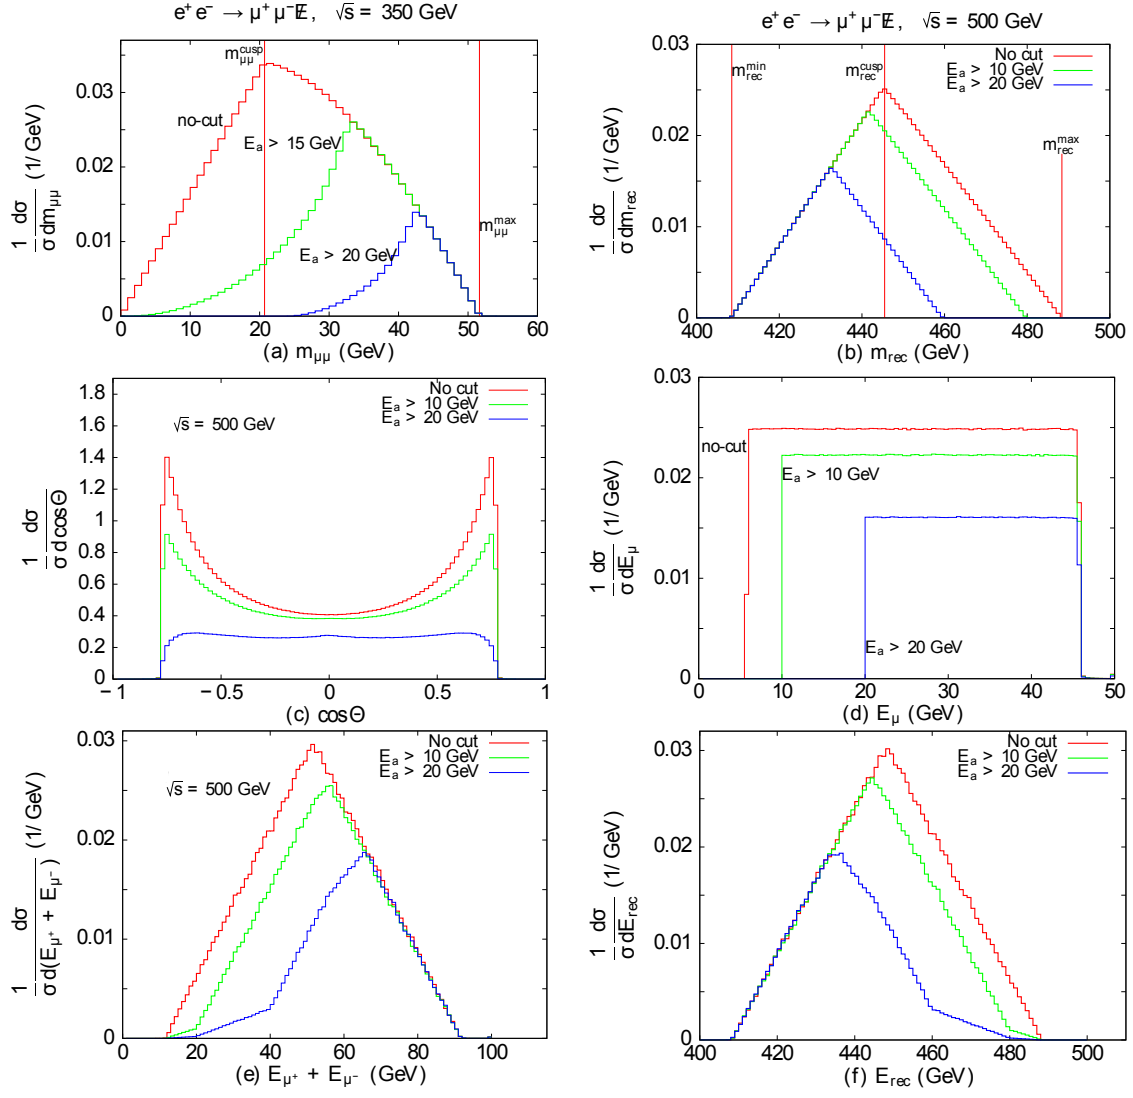 e⁺ e⁻ → μ⁺ μ⁻ E̸, √s = 350 GeV
e⁺ e⁻ → μ⁺ μ⁻ E̸, √s = 500 GeV
1/σ dσ/dm_μμ (1/ GeV)
0.03
0.02
0.01
0
m_μμ^cusp
no-cut
E_a > 15 GeV
E_a > 20 GeV
m_μμ^max
0 10 20 30 40 50 60
(a) m_μμ (GeV)
1/σ dσ/dm_rec (1/ GeV)
0.03
0.02
0.01
0
m_rec^min
m_rec^cusp
m_rec^max
No cut
E_a > 10 GeV
E_a > 20 GeV
400 420 440 460 480 500
(b) m_rec (GeV)
1/σ dσ/dcosΘ
1.8
1.6
1.4
1.2
1
0.8
0.6
0.4
0.2
0
√s = 500 GeV
No cut
E_a > 10 GeV
E_a > 20 GeV
−1 −0.5 0 0.5 1
(c) cosΘ
1/σ dσ/dE_μ (1/ GeV)
0.03
0.02
0.01
0
no-cut
E_a > 10 GeV
E_a > 20 GeV
0 10 20 30 40 50
(d) E_μ (GeV)
1/σ dσ/d(E_μ⁺ + E_μ⁻) (1/ GeV)
0.03
0.02
0.01
0
√s = 500 GeV
No cut
E_a > 10 GeV
E_a > 20 GeV
0 20 40 60 80 100
(e) E_μ⁺ + E_μ⁻ (GeV)
1/σ dσ/dE_rec (1/ GeV)
0.03
0.02
0.01
0
No cut
E_a > 10 GeV
E_a > 20 GeV
420 440 460 480 500
(f) E_rec (GeV)